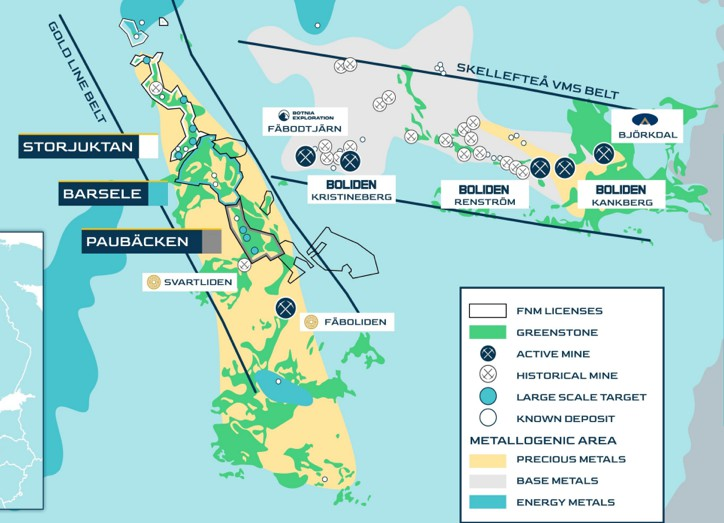 GOLD LINE BELT
SKELLEFTEÅ VMS BELT
BOTNIA
EXPLORATION
FÄBODTJÄRN
BJÖRKDAL
STORJUKTAN
BARSELE
PAUBÄCKEN
BOLIDEN
KRISTINEBERG
BOLIDEN
RENSTRÖM
BOLIDEN
KANKBERG
SVARTLIDEN
FÄBOLIDEN
FNM LICENSES
GREENSTONE
ACTIVE MINE
HISTORICAL MINE
LARGE SCALE TARGET
KNOWN DEPOSIT
METALLOGENIC AREA
PRECIOUS METALS
BASE METALS
ENERGY METALS